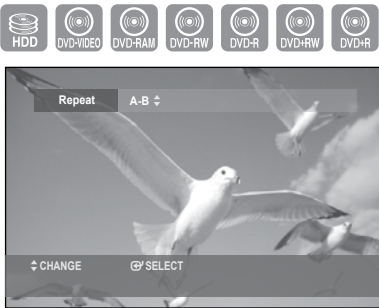 HDD DVD-VIDEO DVD-RAM DVD-RW DVD-R DVD+RW DVD+R
Repeat A-B
CHANGE SELECT